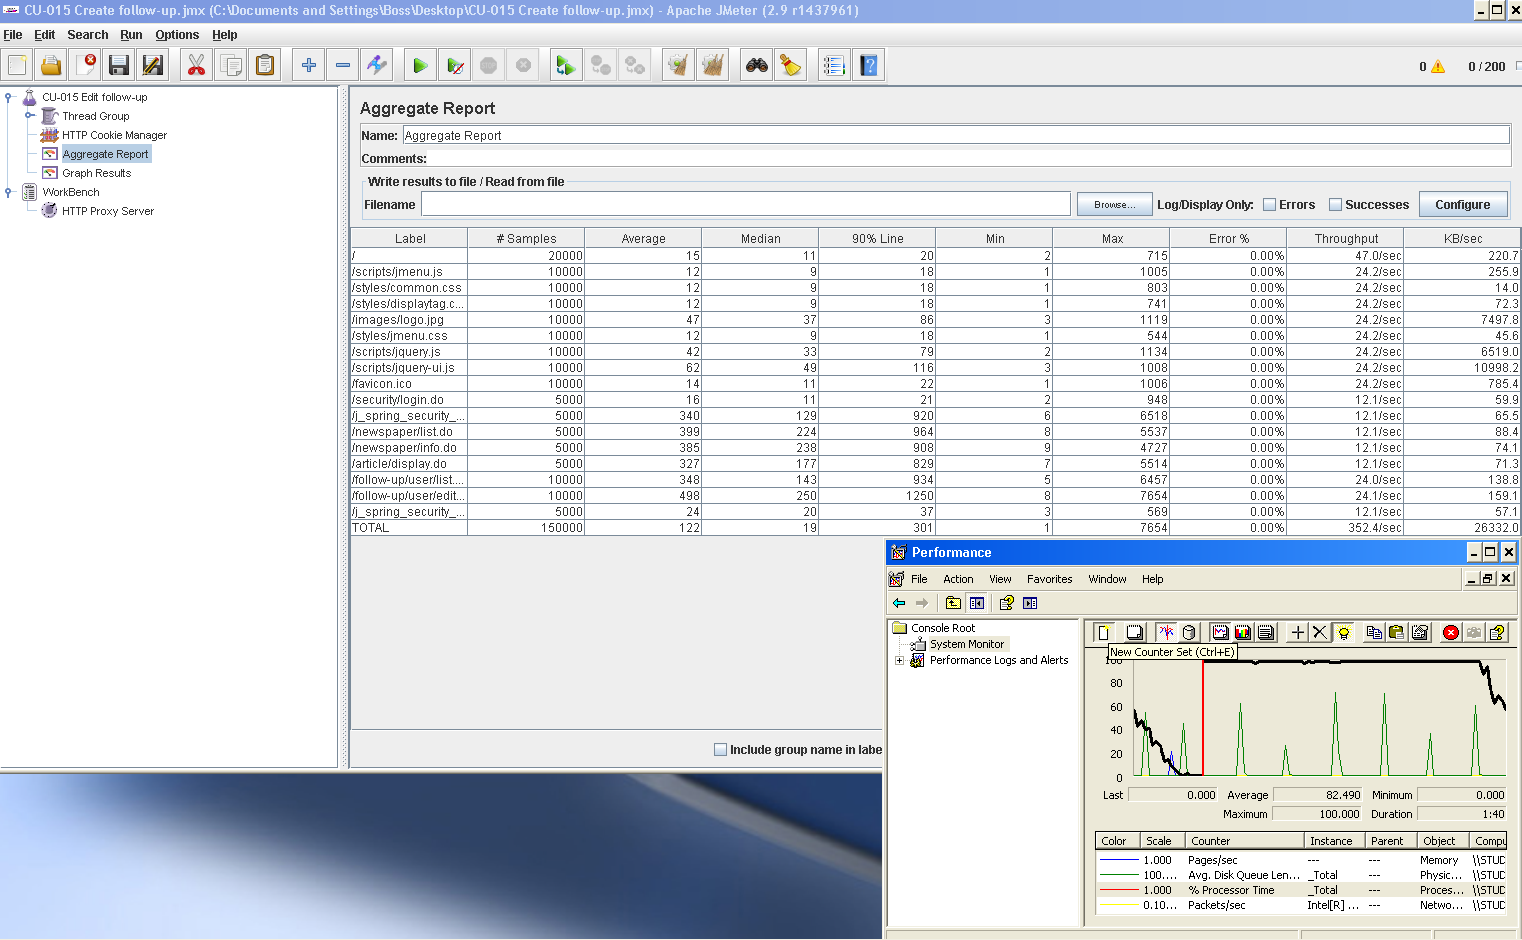 CU-015 Create follow-up.jmx (C:\Documents and Settings\Boss\Desktop\CU-015 Create follow-up.jmx) - Apache JMeter (2.9 r1437961)
File Edit Search Run Options Help
0 0 / 200
CU-015 Edit follow-up
Thread Group
HTTP Cookie Manager
Aggregate Report
Graph Results
WorkBench
HTTP Proxy Server
Aggregate Report
Name: Aggregate Report
Comments:
Write results to file / Read from file
Filename Browse... Log/Display Only: Errors Successes Configure
Label # Samples Average Median 90% Line Min Max Error % Throughput KB/sec
/ 20000 15 11 20 2 715 0.00% 47.0/sec 220.7
/scripts/jmenu.js 10000 12 9 18 1 1005 0.00% 24.2/sec 255.9
/styles/common.css 10000 12 9 18 1 803 0.00% 24.2/sec 14.0
/styles/displaytag.c... 10000 12 9 18 1 741 0.00% 24.2/sec 72.3
/images/logo.jpg 10000 47 37 86 3 1119 0.00% 24.2/sec 7497.8
/styles/jmenu.css 10000 12 9 18 1 544 0.00% 24.2/sec 45.6
/scripts/jquery.js 10000 42 33 79 2 1134 0.00% 24.2/sec 6519.0
/scripts/jquery-ui.js 10000 62 49 116 3 1008 0.00% 24.2/sec 10998.2
/favicon.ico 10000 14 11 22 1 1006 0.00% 24.2/sec 785.4
/security/login.do 5000 16 11 21 2 948 0.00% 12.1/sec 59.9
/j_spring_security_... 5000 340 129 920 6 6518 0.00% 12.1/sec 65.5
/newspaper/list.do 5000 399 224 964 8 5537 0.00% 12.1/sec 88.4
/newspaper/info.do 5000 385 238 908 9 4727 0.00% 12.1/sec 74.1
/article/display.do 5000 327 177 829 7 5514 0.00% 12.1/sec 71.3
/follow-up/user/list.... 10000 348 143 934 5 6457 0.00% 24.0/sec 138.8
/follow-up/user/edit... 10000 498 250 1250 8 7654 0.00% 24.1/sec 159.1
/j_spring_security_... 5000 24 20 37 3 569 0.00% 12.1/sec 57.1
TOTAL 150000 122 19 301 1 7654 0.00% 352.4/sec 26332.0
Include group name in labe
Performance
File Action View Favorites Window Help
Console Root
System Monitor
Performance Logs and Alerts
New Counter Set (Ctrl+E)
100
80
60
40
20
0
Last 0.000 Average 82.490 Minimum 0.000
Maximum 100.000 Duration 1:40
Color Scale Counter Instance Parent Object Compu
1.000 Pages/sec --- --- Memory \\STUD
100.... Avg. Disk Queue Len... _Total --- Physic... \\STUD
1.000 % Processor Time _Total --- Proces... \\STUD
0.10... Packets/sec Intel[R] ... --- Netwo... \\STUD